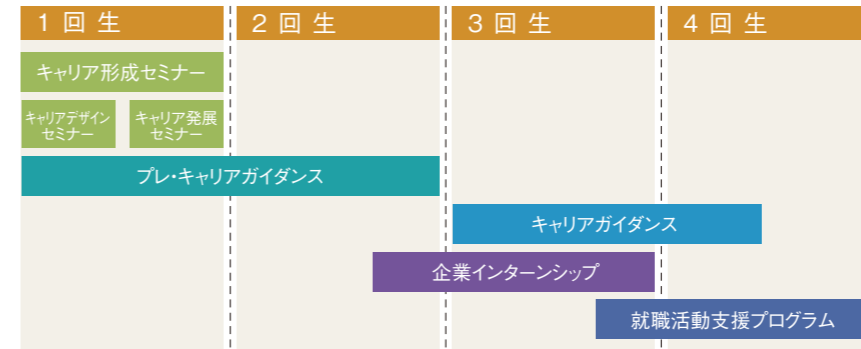 1回生
2回生
3回生
4回生
キャリア形成セミナー
キャリアデザイン
セミナー
キャリア発展
セミナー
プレ・キャリアガイダンス
キャリアガイダンス
企業インターンシップ
就職活動支援プログラム